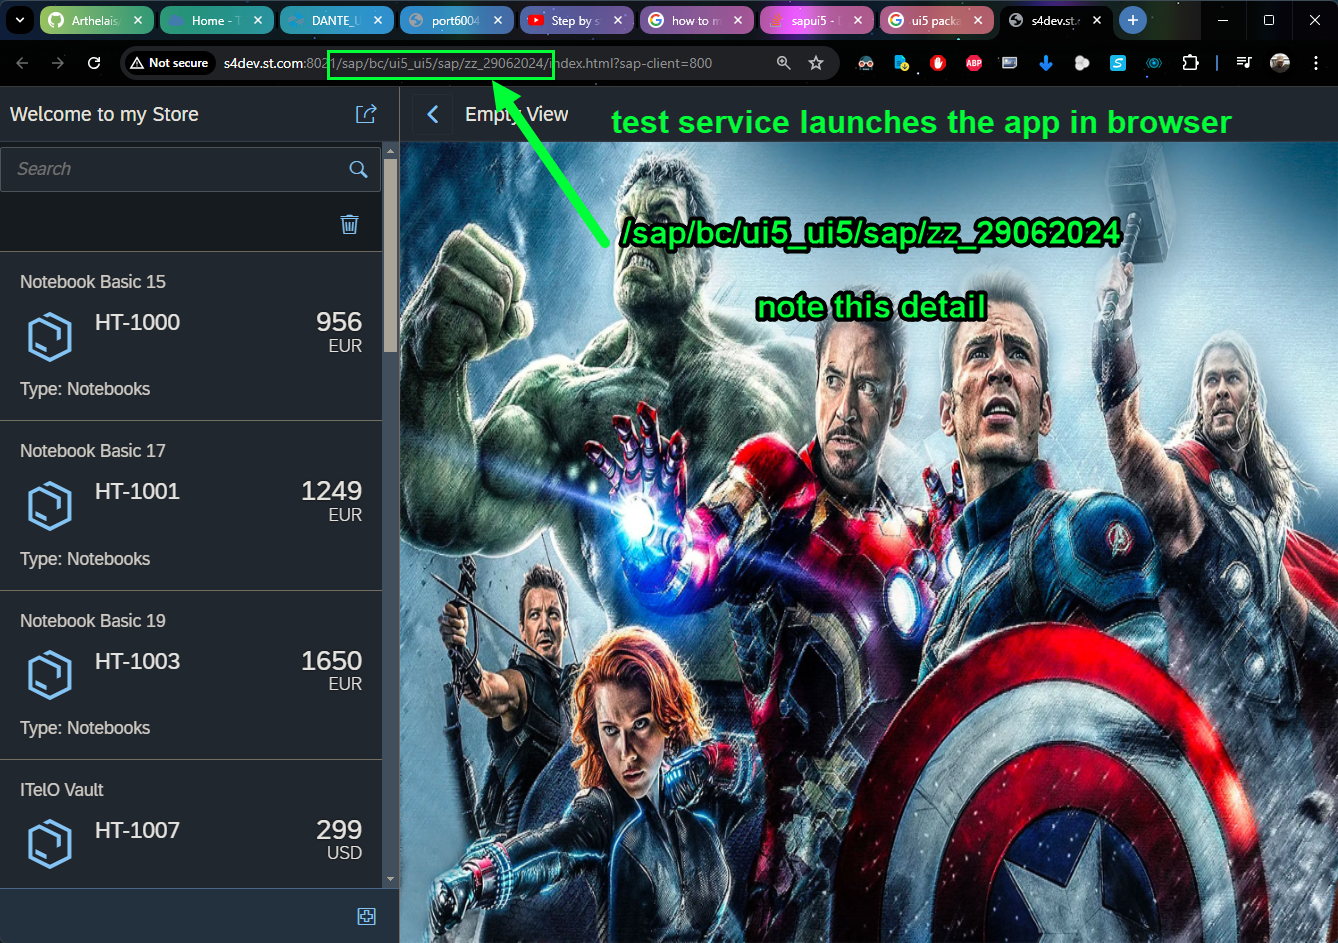 Arthelais
Home - T
DANTE_U
port6004
Step by s
how to m
sapui5 -
ui5 pack
s4dev.st.
Not secure
s4dev.st.com:8021/sap/bc/ui5_ui5/sap/zz_29062024/index.html?sap-client=800
ABP
Welcome to my Store
Empty View
test service launches the app in browser
Search
/sap/bc/ui5_ui5/sap/zz_29062024
note this detail
Notebook Basic 15
HT-1000
956
EUR
Type: Notebooks
Notebook Basic 17
HT-1001
1249
EUR
Type: Notebooks
Notebook Basic 19
HT-1003
1650
EUR
Type: Notebooks
ITelO Vault
HT-1007
299
USD